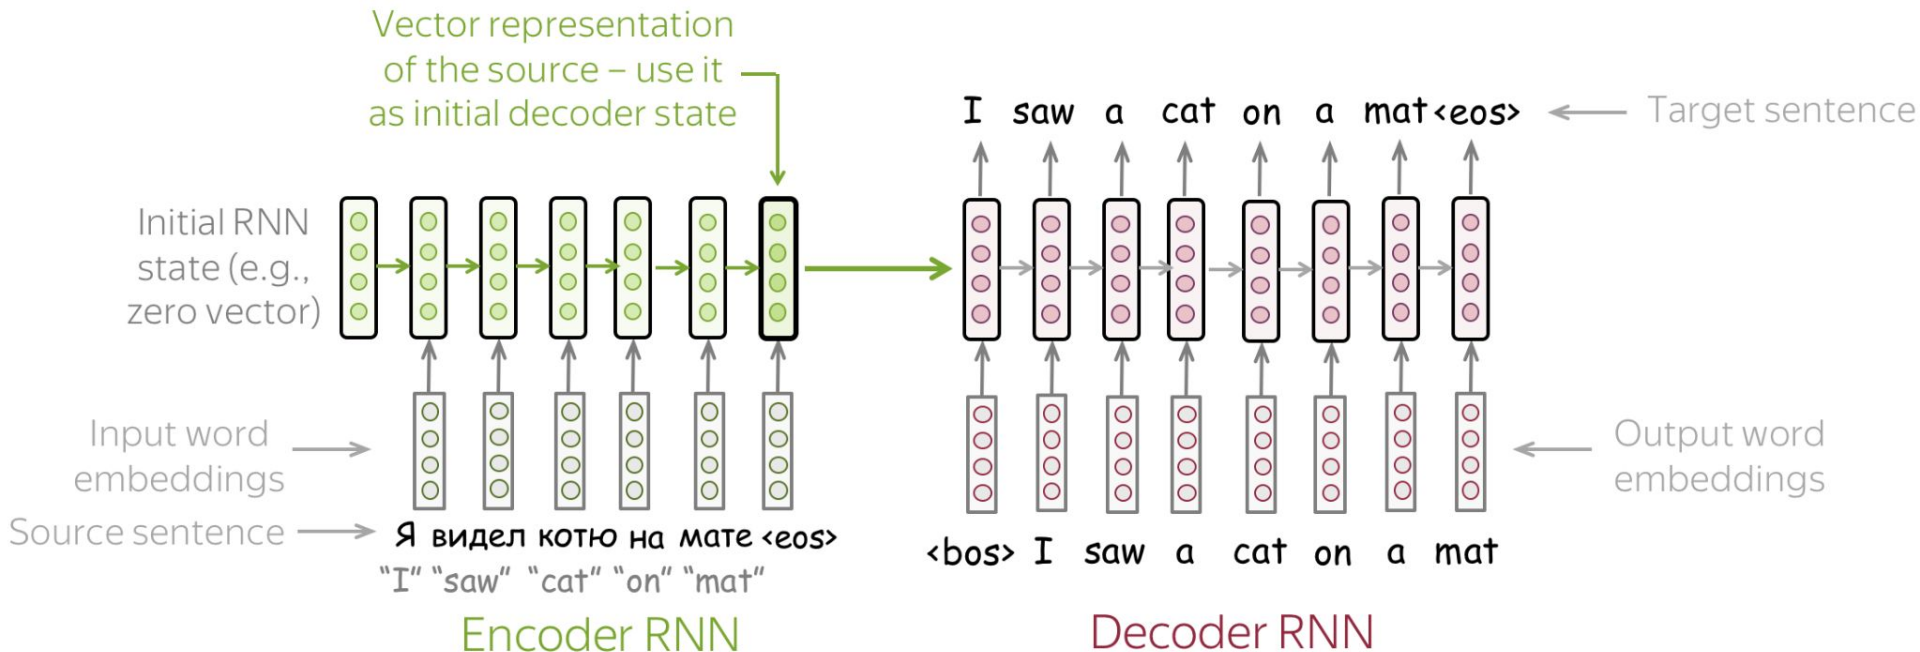 Vector representation
of the source – use it
as initial decoder state
I saw a cat on a mat <eos>
Target sentence
Initial RNN
state (e.g.,
zero vector)
Input word
embeddings
Output word
embeddings
Source sentence
Я видел котю на мате <eos>
"I" "saw" "cat" "on" "mat"
<bos> I saw a cat on a mat
Encoder RNN
Decoder RNN